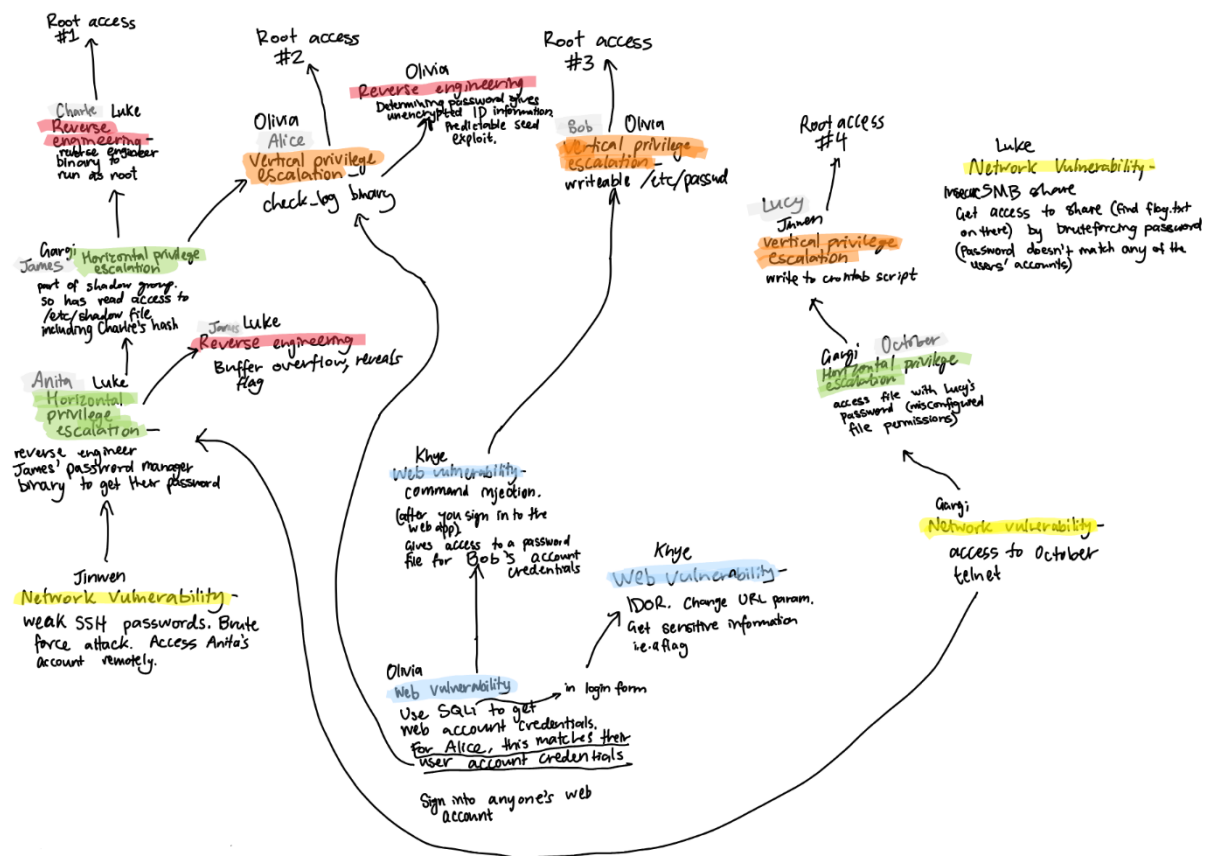 Root access
#1
Charlie Luke
Reverse
engineering -
reverse engineer
binary to
run as root
Gargi
James
Horizontal privilege
escalation
part of shadow group.
so has read access to
/etc/shadow file
including Charlie's hash
Anita Luke
Horizontal
privilege
escalation -
reverse engineer
James' password manager
binary to get their password
Jinwen
Network Vulnerability -
weak SSH passwords. Brute
force attack. Access Anita's
account remotely.
James Luke
Reverse engineering
Buffer overflow, reveals
flag
Root access
#2
Olivia
Alice
Vertical privilege
escalation -
check_log binary
Olivia
Reverse engineering
Determining password gives
unencrypted ID information.
Predictable seed
exploit.
Root access
#3
Bob Olivia
Vertical privilege
escalation -
writeable /etc/passwd
Khye
Web vulnerability -
command injection.
(after you sign in to the
web app)
Gives access to a password
file for Bob's account
credentials
Olivia
Web vulnerability
in login form
Use SQLi to get
web account credentials.
For Alice, this matches their
user account credentials
Sign into anyone's web
account
Khye
Web vulnerability -
IDOR. Change URL param.
Get sensitive information
i.e. a flag
Root access
#4
Lucy
Jinwen
Vertical privilege
escalation -
write to crontab script
Gargi October
Horizontal privilege
escalation -
access file with Lucy's
password (misconfigured
file permissions)
Gargi
Network vulnerability -
access to October
telnet
Luke
Network Vulnerability -
Insecure SMB share
Get access to share (find flag.txt
on there) by bruteforcing password
(Password doesn't match any of the
users' accounts)